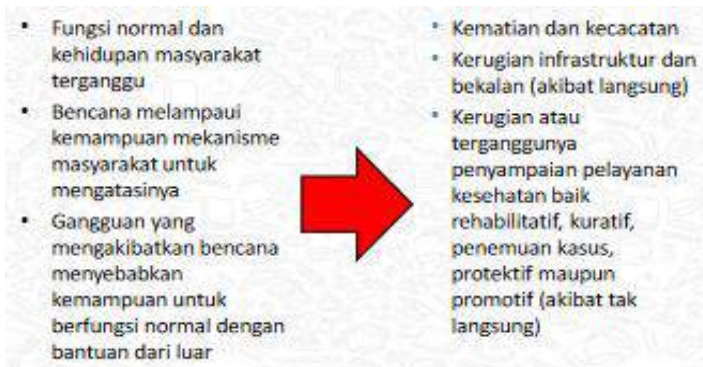 • Fungsi normal dan
kehidupan masyarakat
terganggu
• Bencana melampaui
kemampuan mekanisme
masyarakat untuk
mengatasinya
• Gangguan yang
mengakibatkan bencana
menyebabkan
kemampuan untuk
berfungsi normal dengan
bantuan dari luar
• Kematian dan kecacatan
• Kerugian infrastruktur dan
bekalan (akibat langsung)
• Kerugian atau
terganggunya
penyampaian pelayanan
kesehatan baik
rehabilitatif, kuratif,
penemuan kasus,
protektif maupun
promotif (akibat tak
langsung)